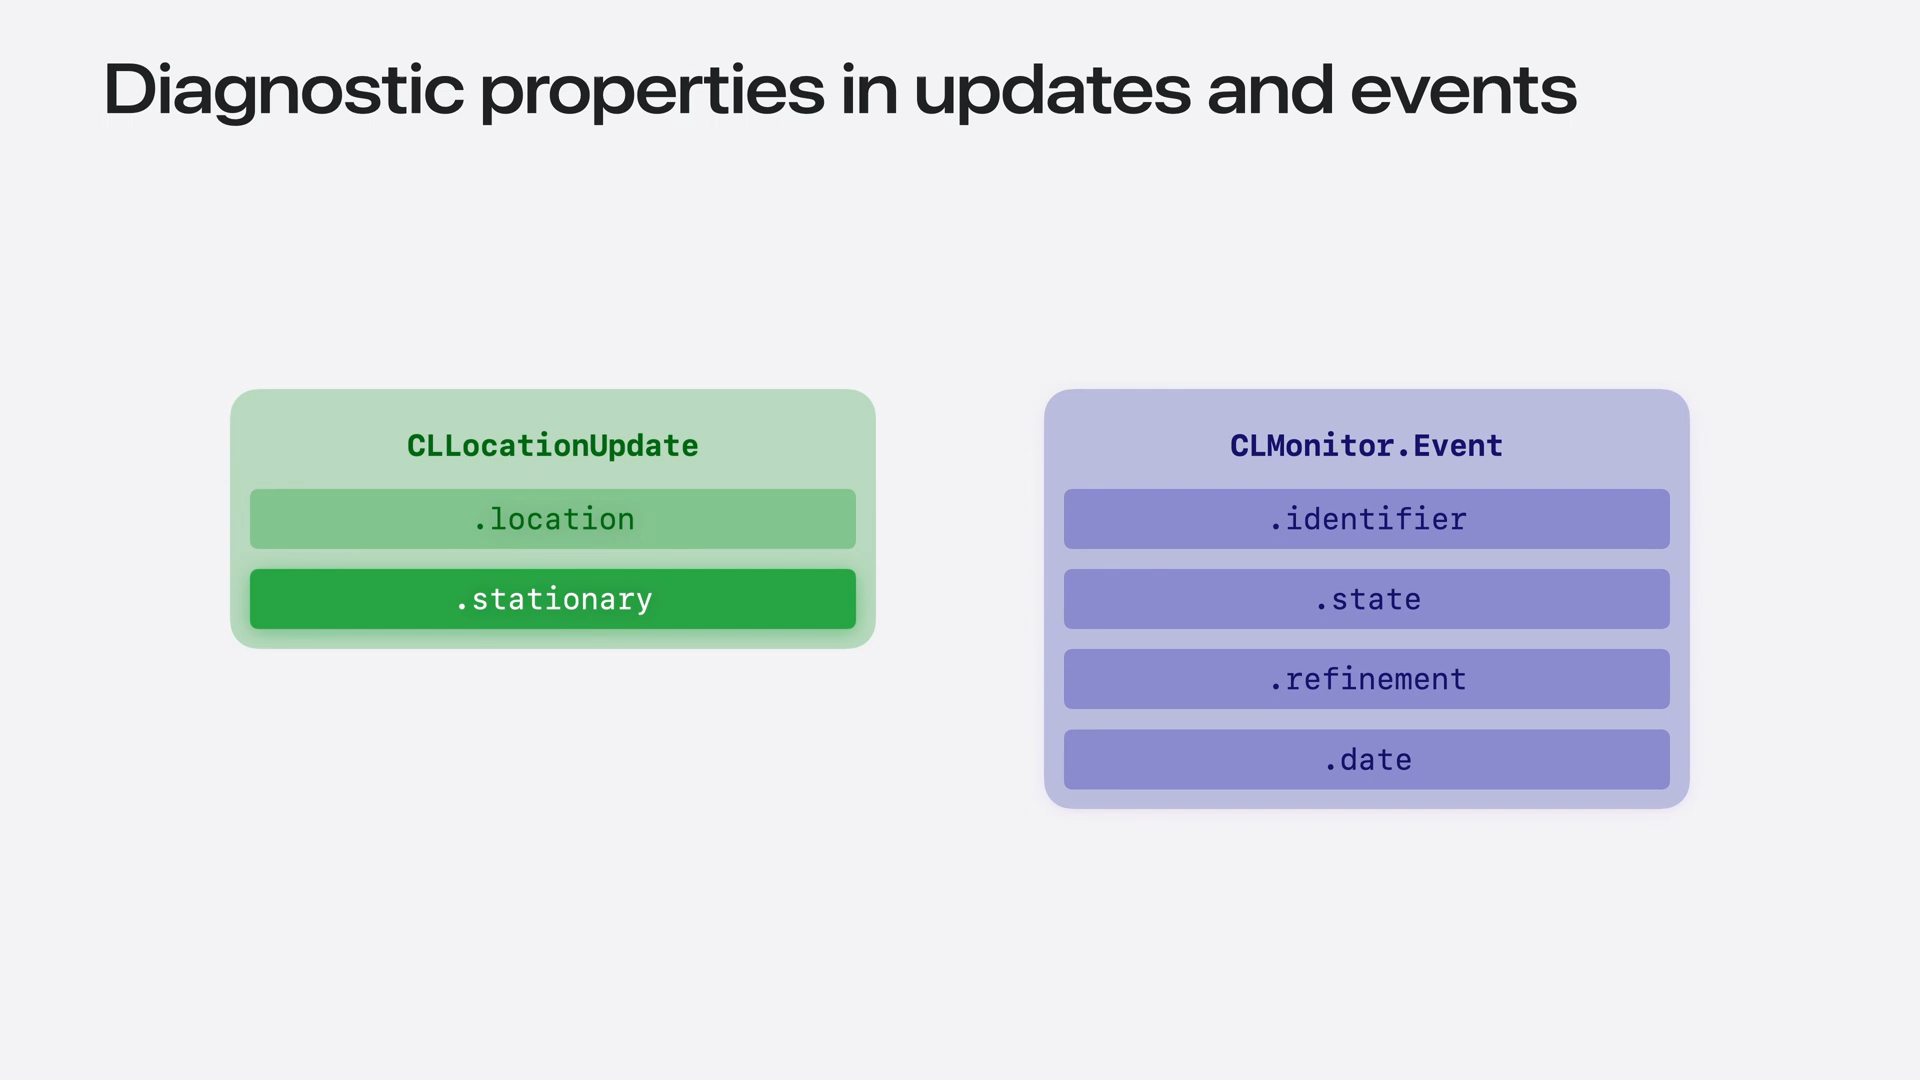 Diagnostic properties in updates and events
CLLocationUpdate
.location
.stationary
CLMonitor.Event
.identifier
.state
.refinement
.date